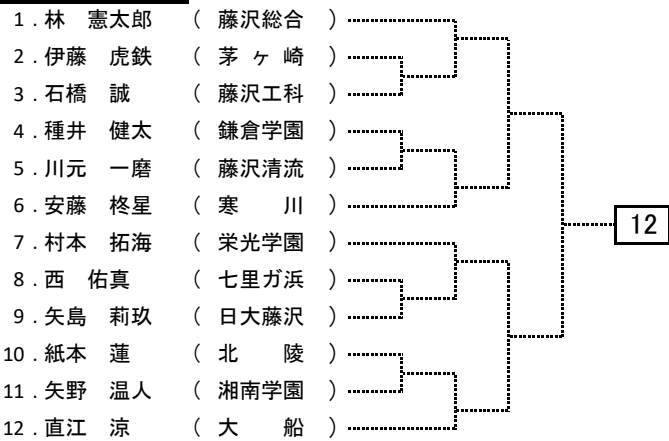 1．林　憲太郎　（　藤沢総合　）
2．伊藤　虎鉄　（　茅ヶ崎　）
3．石橋　誠　（　藤沢工科　）
4．種井　健太　（　鎌倉学園　）
5．川元　一磨　（　藤沢清流　）
6．安藤　柊星　（　寒　　川　）
7．村本　拓海　（　栄光学園　）
8．西　佑真　（　七里ガ浜　）
9．矢島　莉玖　（　日大藤沢　）
10．紙本　蓮　（　北　　陵　）
11．矢野　温人　（　湘南学園　）
12．直江　涼　（　大　　船　）
12